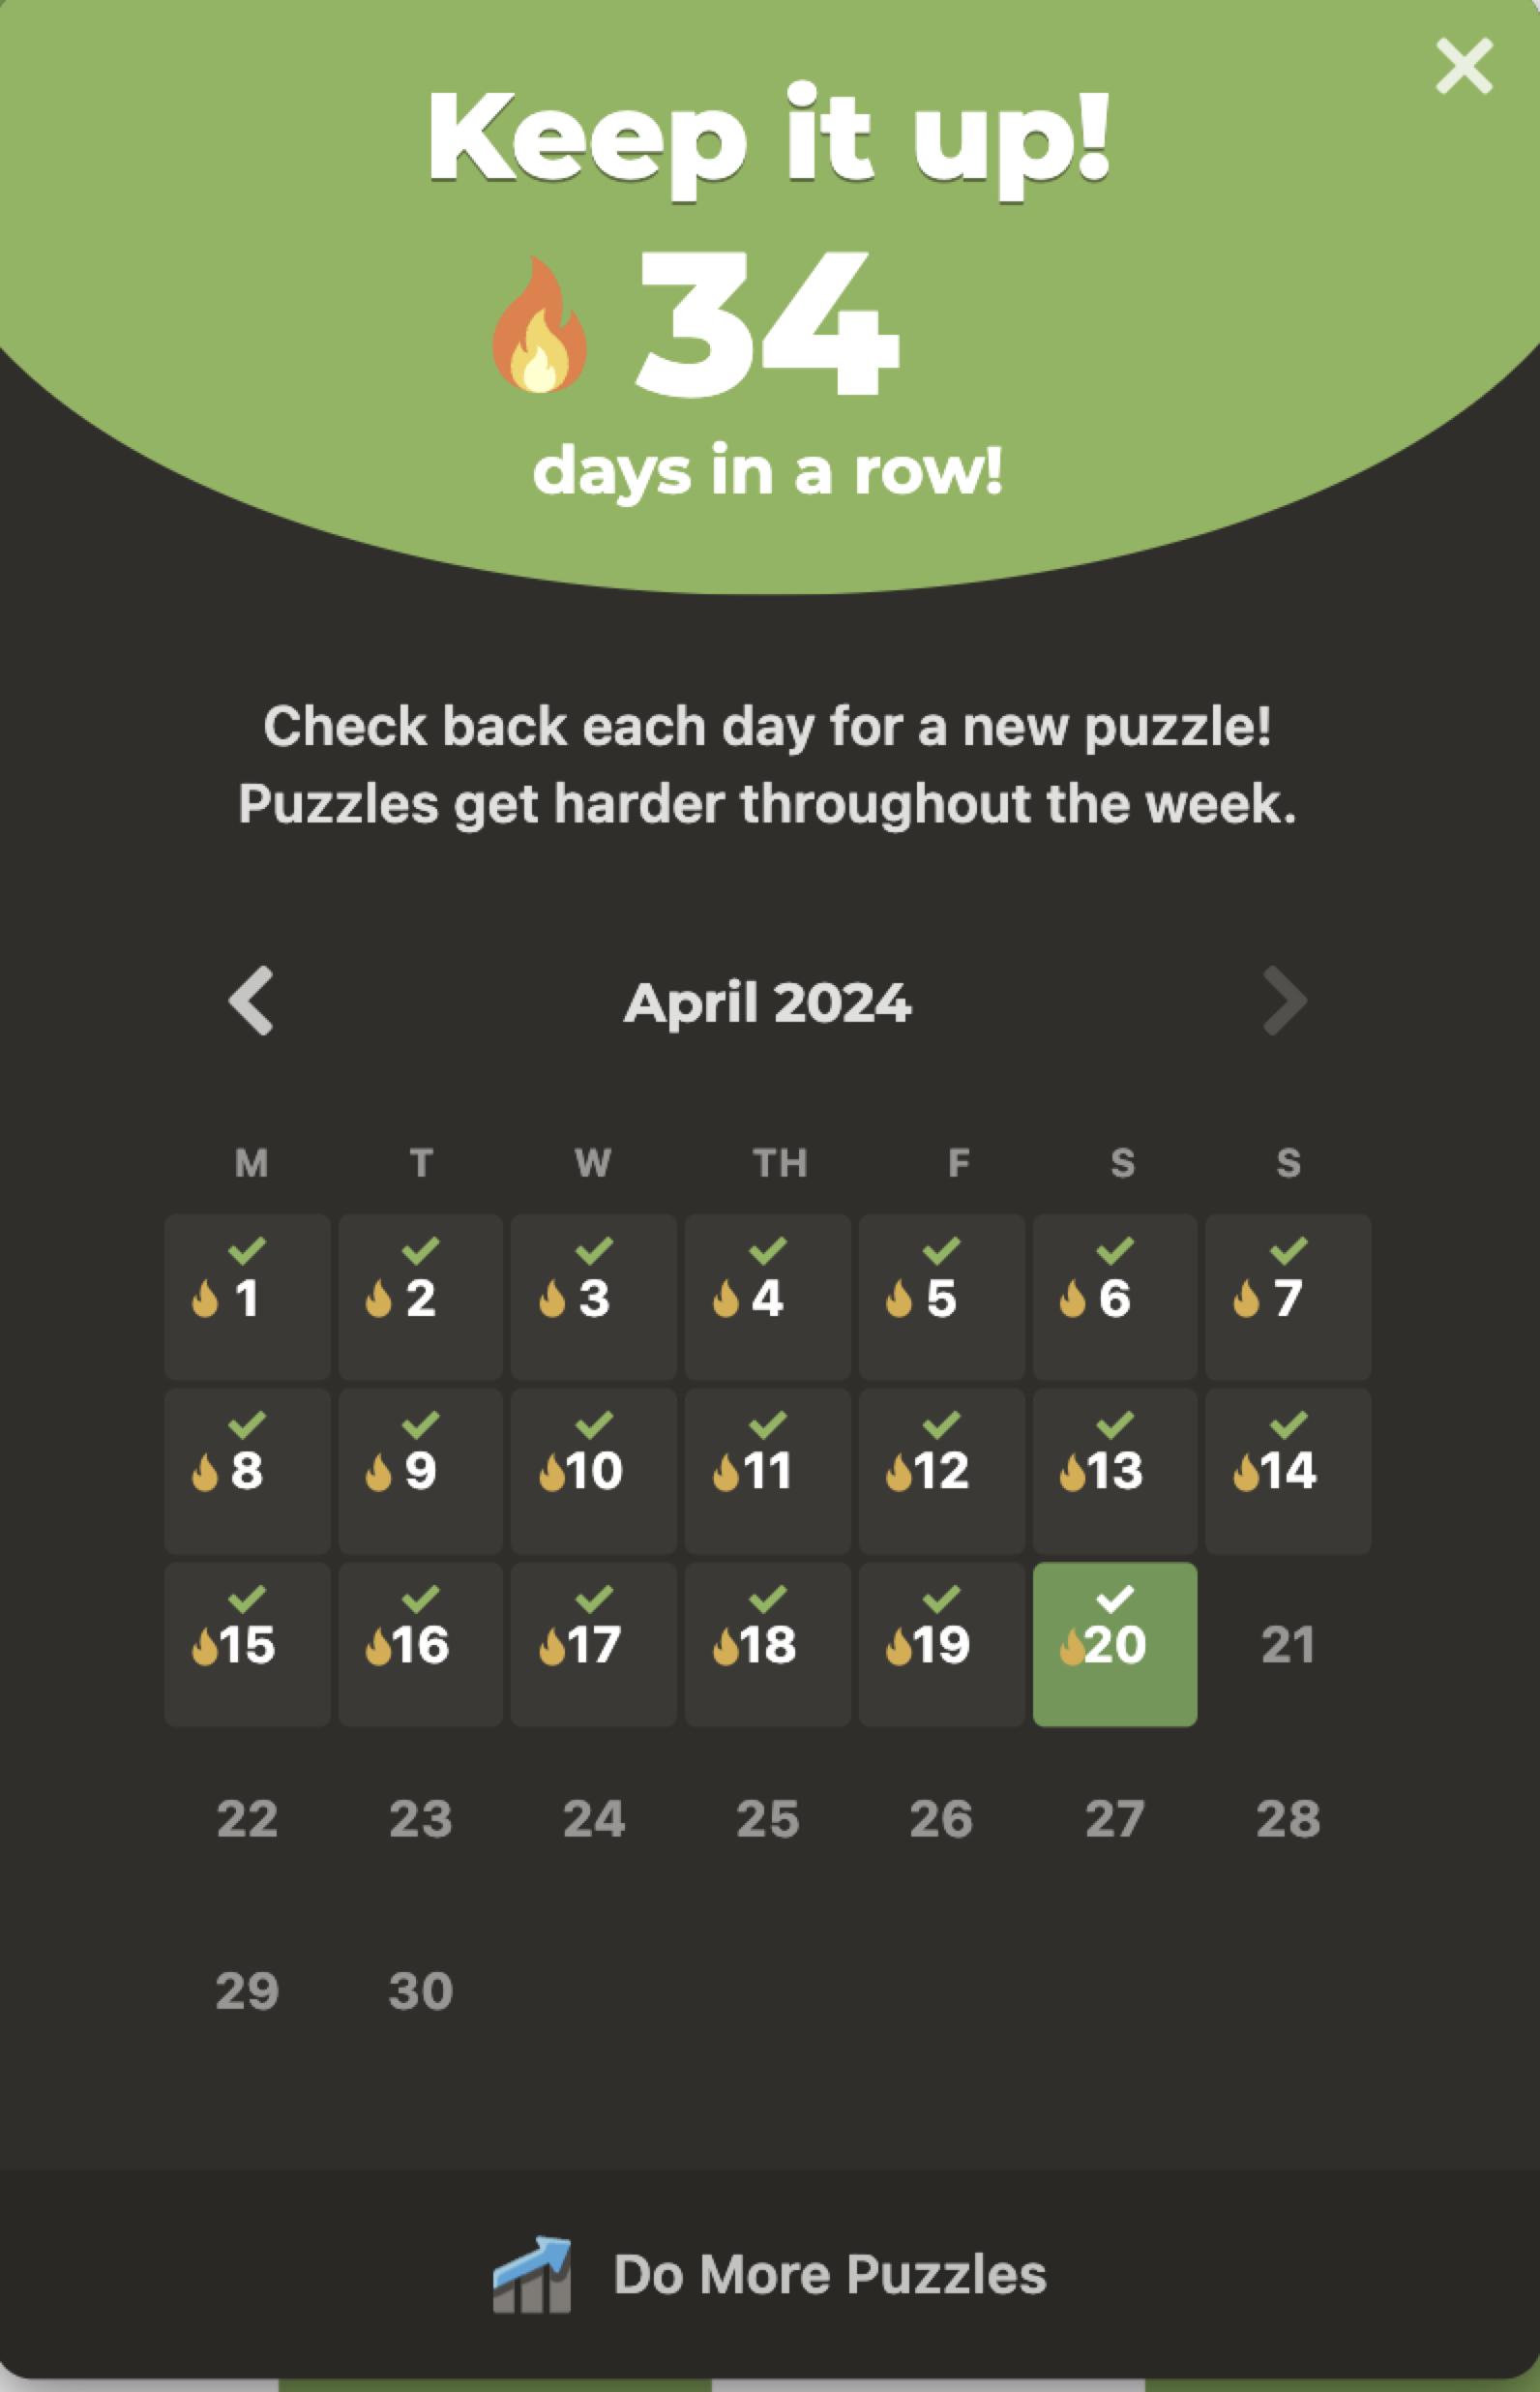 Keep it up!
34
days in a row!
Check back each day for a new puzzle!
Puzzles get harder throughout the week.
April 2024
M T W TH F S S
1 2 3 4 5 6 7
8 9 10 11 12 13 14
15 16 17 18 19 20 21
22 23 24 25 26 27 28
29 30
Do More Puzzles